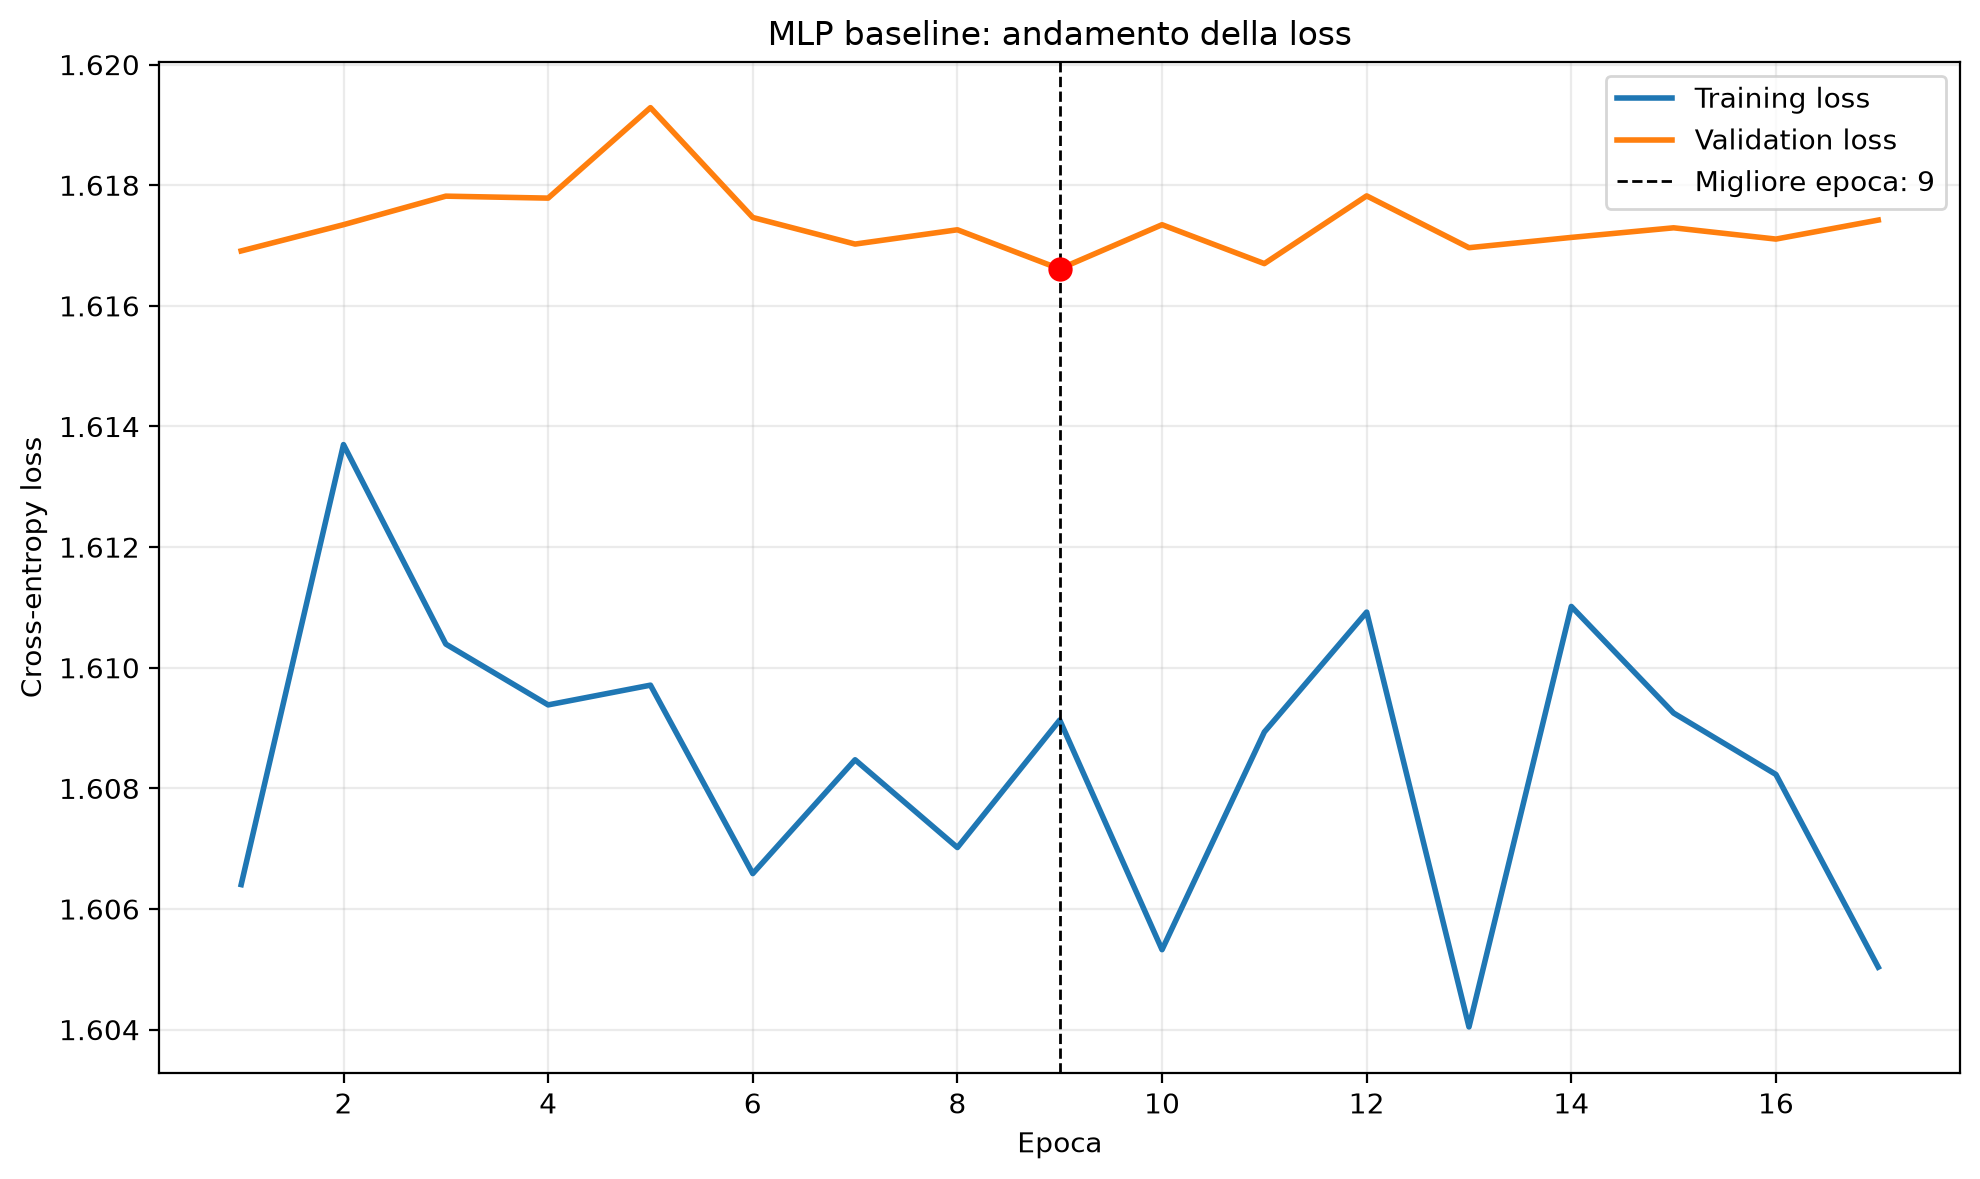 MLP baseline: andamento della loss
Training loss
Validation loss
Migliore epoca: 9
Cross-entropy loss
1.620
1.618
1.616
1.614
1.612
1.610
1.608
1.606
1.604
2 4 6 8 10 12 14 16
Epoca